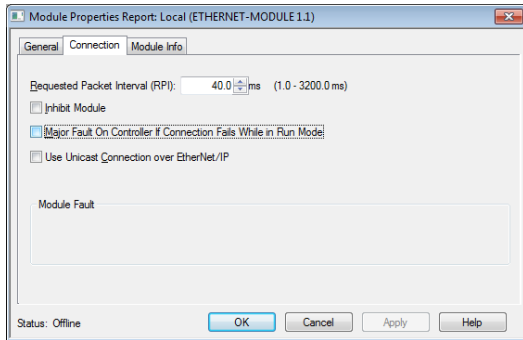 Module Properties Report: Local (ETHERNET-MODULE 1.1)
General Connection Module Info
Requested Packet Interval (RPI): 40.0 ms (1.0 - 3200.0 ms)
Inhibit Module
Major Fault On Controller If Connection Fails While in Run Mode
Use Unicast Connection over EtherNet/IP
Module Fault
Status: Offline OK Cancel Apply Help